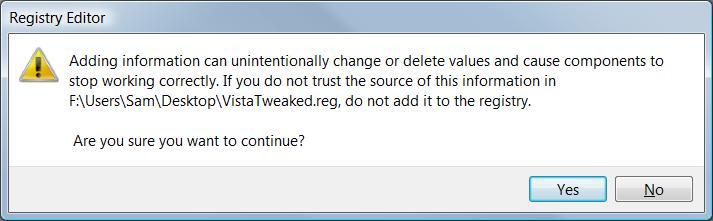 Registry Editor
Adding information can unintentionally change or delete values and cause components to
stop working correctly. If you do not trust the source of this information in
F:\Users\Sam\Desktop\VistaTweaked.reg, do not add it to the registry.
Are you sure you want to continue?
Yes No